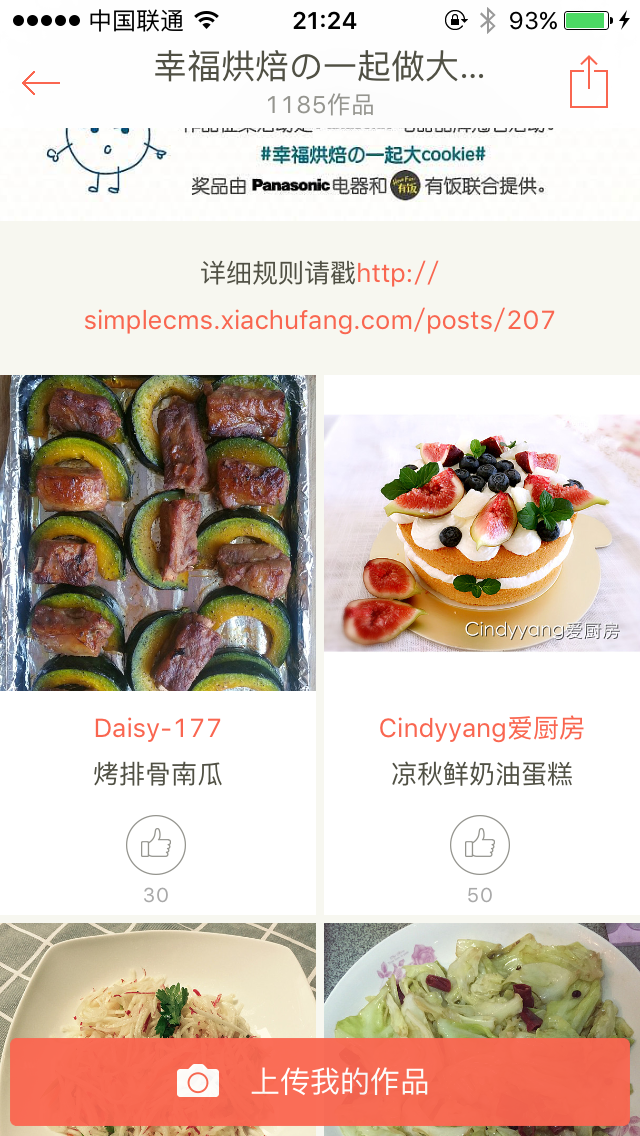 中国联通 21:24 93%
幸福烘焙の一起做大...
1185作品
#幸福烘焙の一起大cookie#
奖品由 Panasonic 电器和 有饭 有饭联合提供。
详细规则请戳http://
simplecms.xiachufang.com/posts/207
Cindyyang爱厨房
Daisy-177
Cindyyang爱厨房
烤排骨南瓜
凉秋鲜奶油蛋糕
30
50
上传我的作品